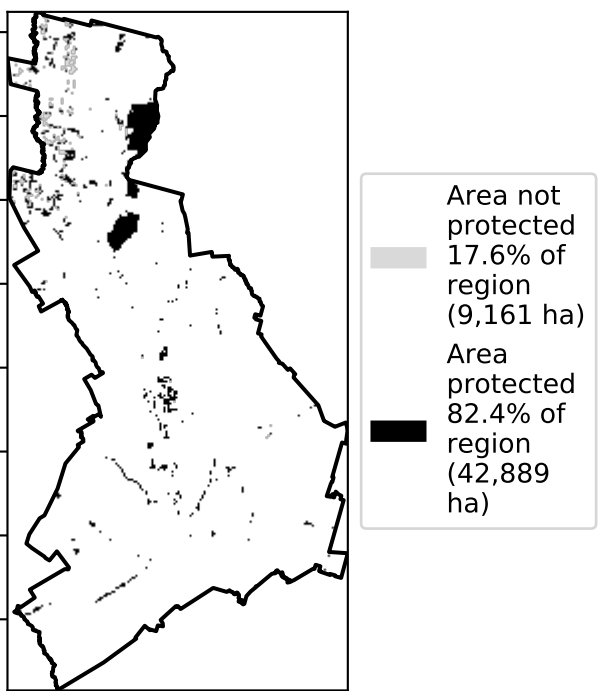 Area not
protected
17.6% of
region
(9,161 ha)
Area
protected
82.4% of
region
(42,889
ha)